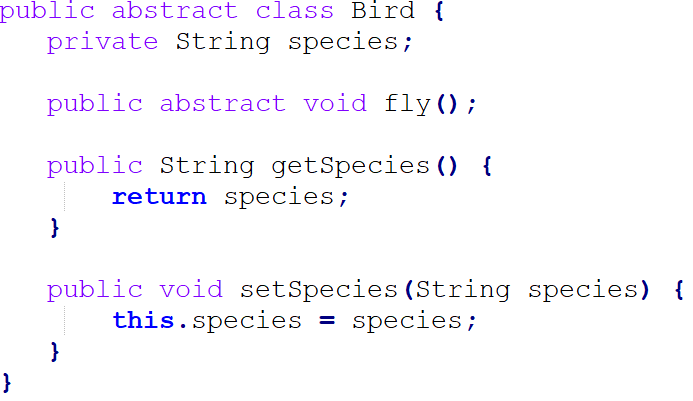 public abstract class Bird {
private String species;
public abstract void fly();
public String getSpecies() {
return species;
}
public void setSpecies(String species) {
this.species = species;
}
}